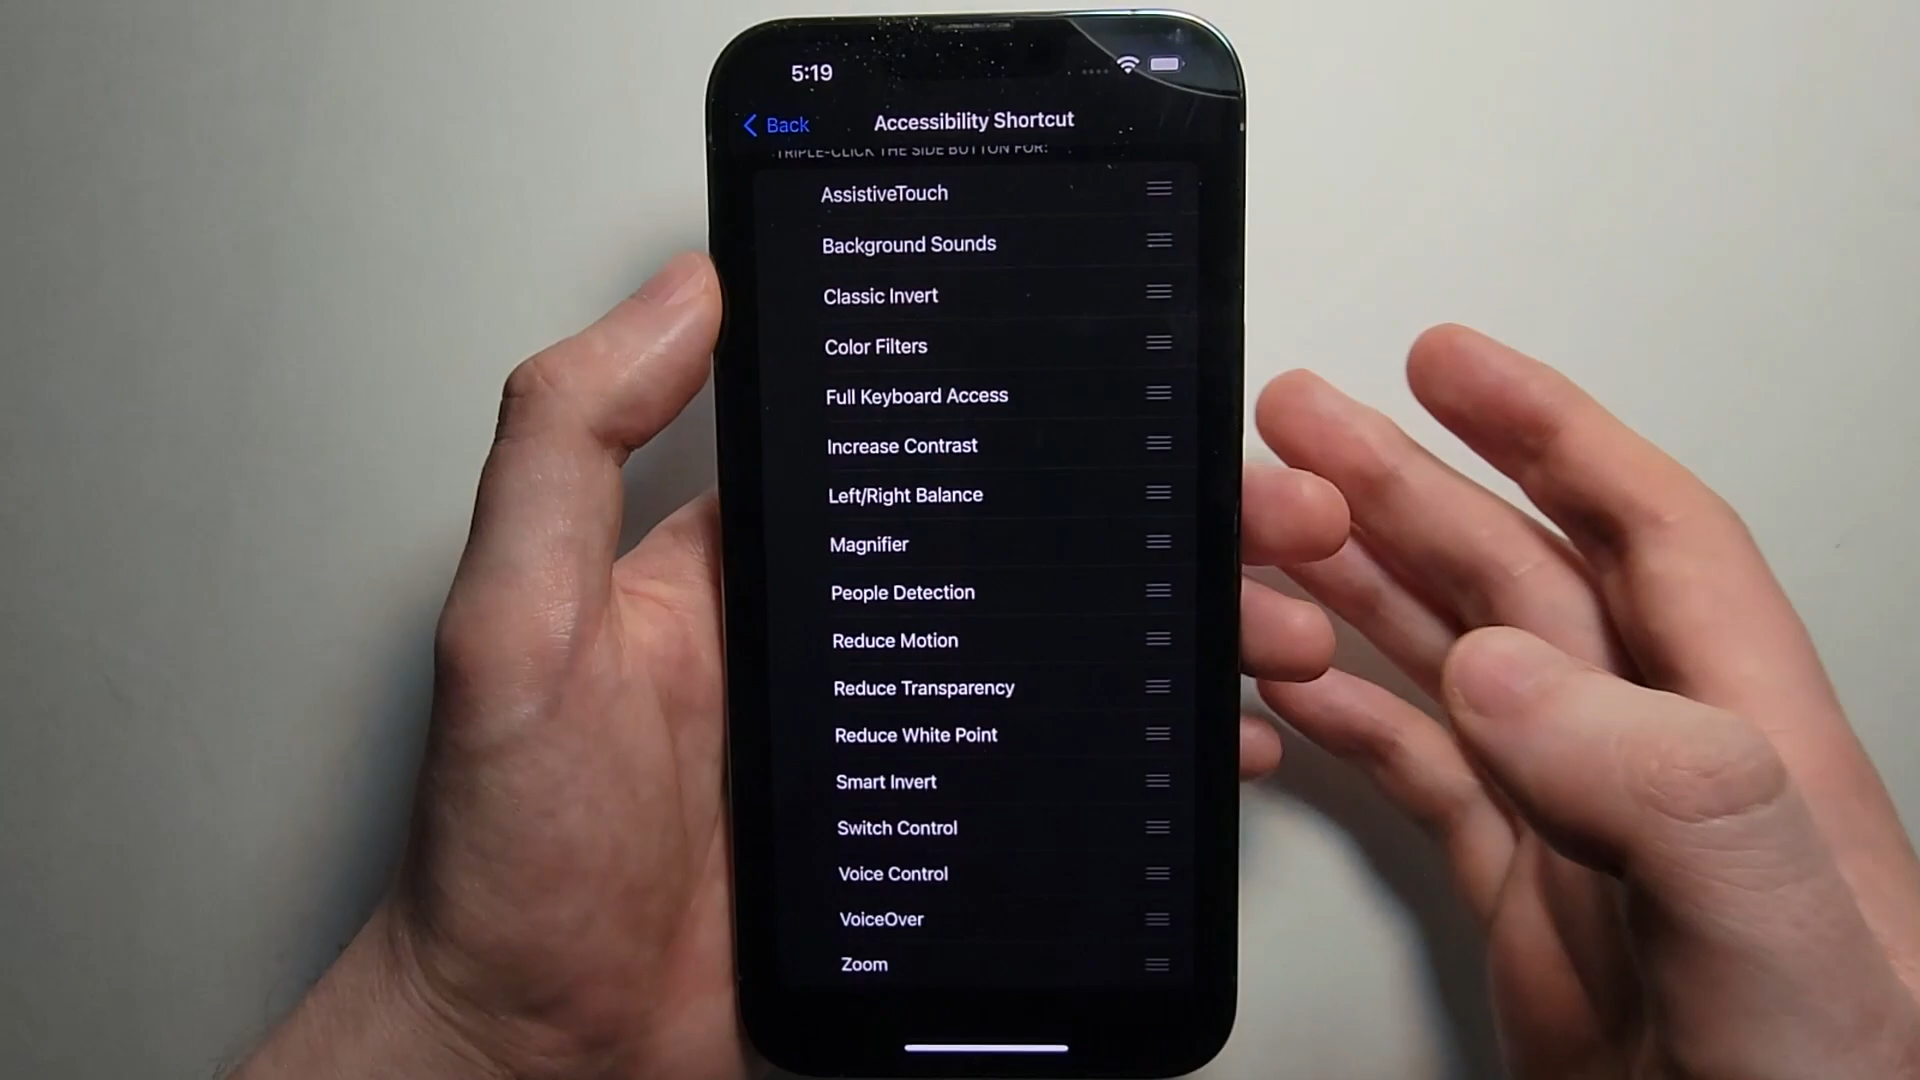 5:19
Back
Accessibility Shortcut
TRIPLE-CLICK THE SIDE BUTTON FOR:
AssistiveTouch
Background Sounds
Classic Invert
Color Filters
Full Keyboard Access
Increase Contrast
Left/Right Balance
Magnifier
People Detection
Reduce Motion
Reduce Transparency
Reduce White Point
Smart Invert
Switch Control
Voice Control
VoiceOver
Zoom